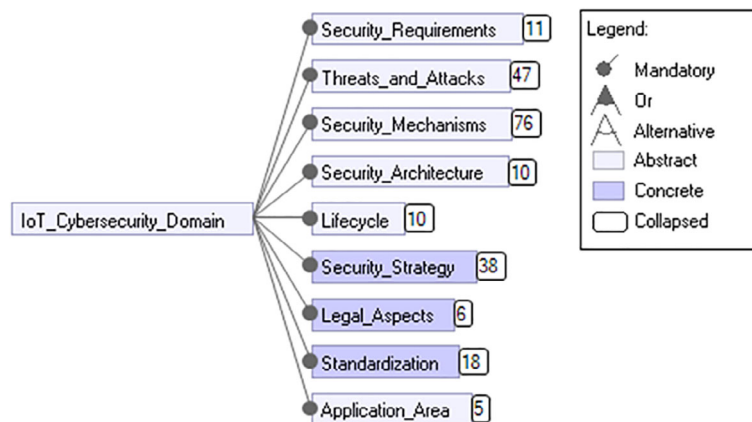 Security_Requirements 11
Threats_and_Attacks 47
Security_Mechanisms 76
Security_Architecture 10
IoT_Cybersecurity_Domain
Lifecycle 10
Security_Strategy 38
Legal_Aspects 6
Standardization 18
Application_Area 5
Legend:
Mandatory
Or
Alternative
Abstract
Concrete
Collapsed